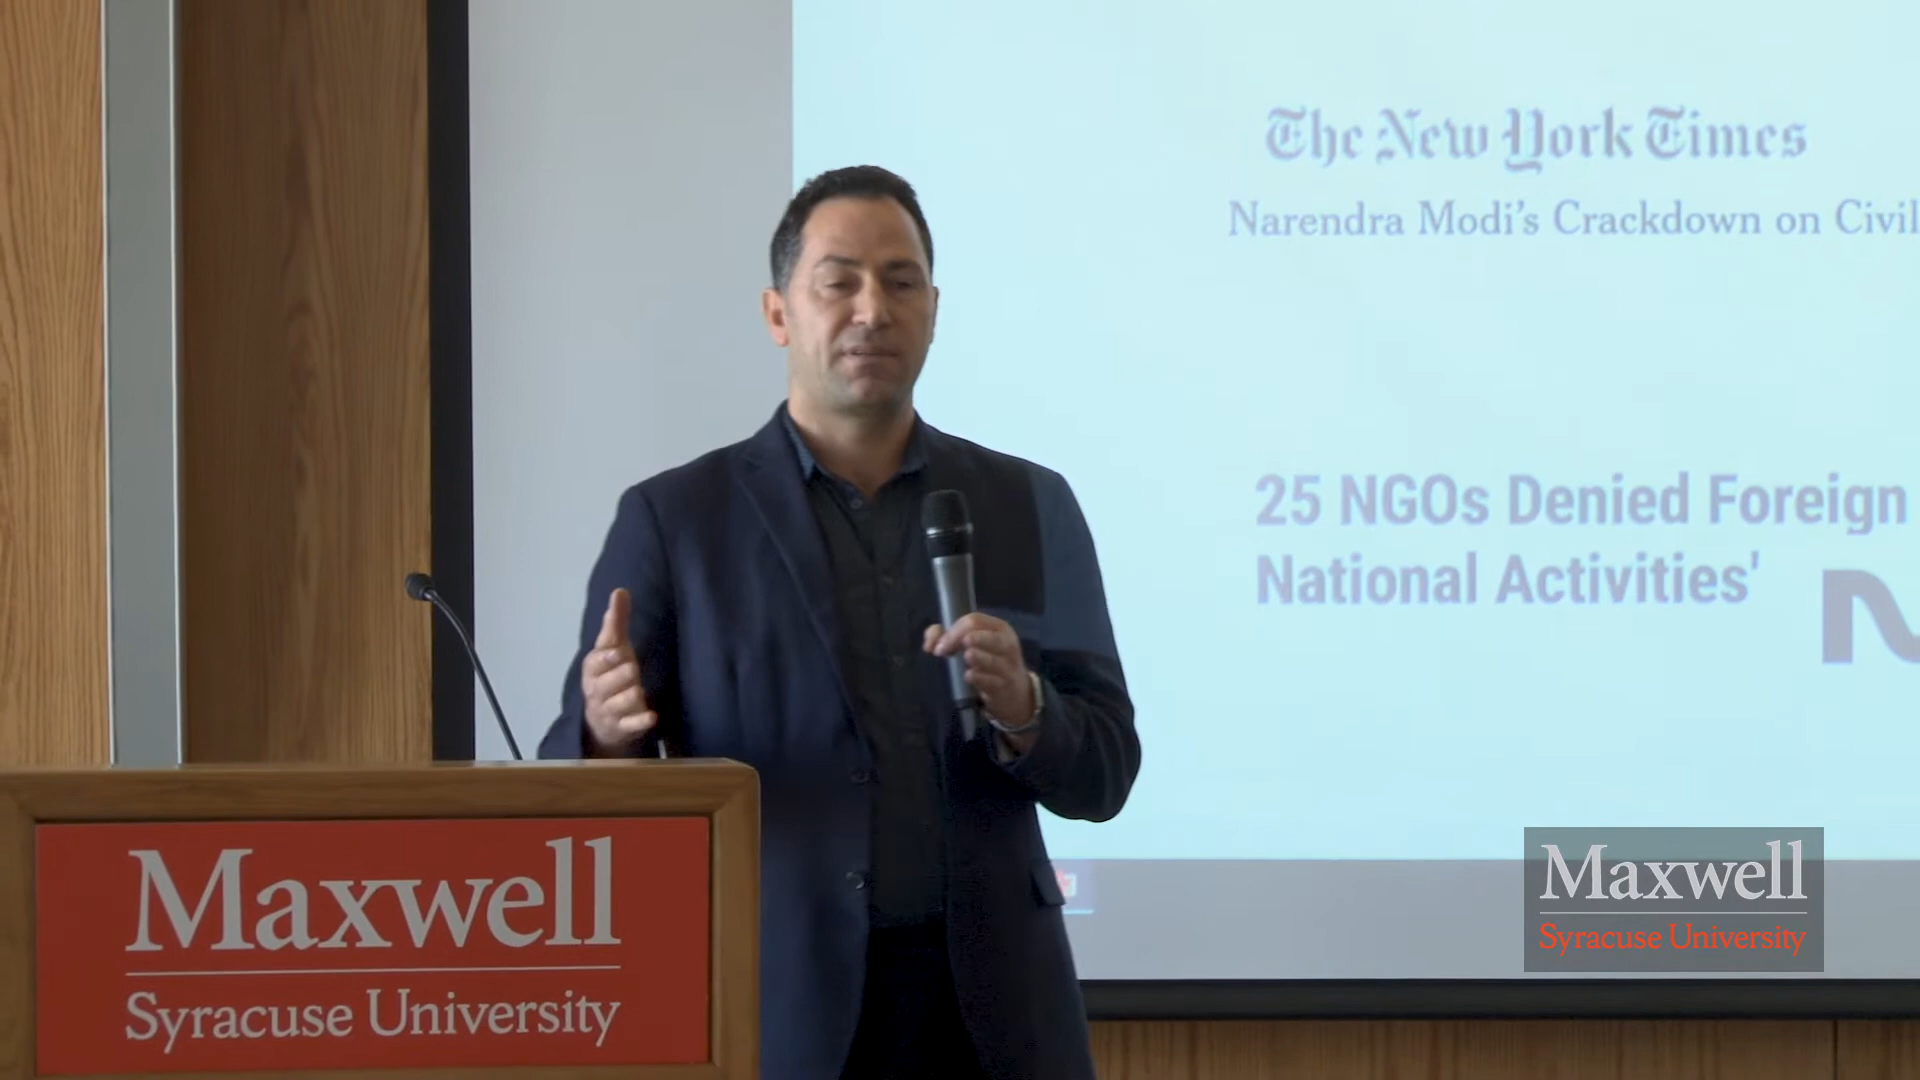 The New York Times
Narendra Modi's Crackdown on Civil
25 NGOs Denied Foreign
National Activities'
Maxwell
Syracuse University
Maxwell
Syracuse University